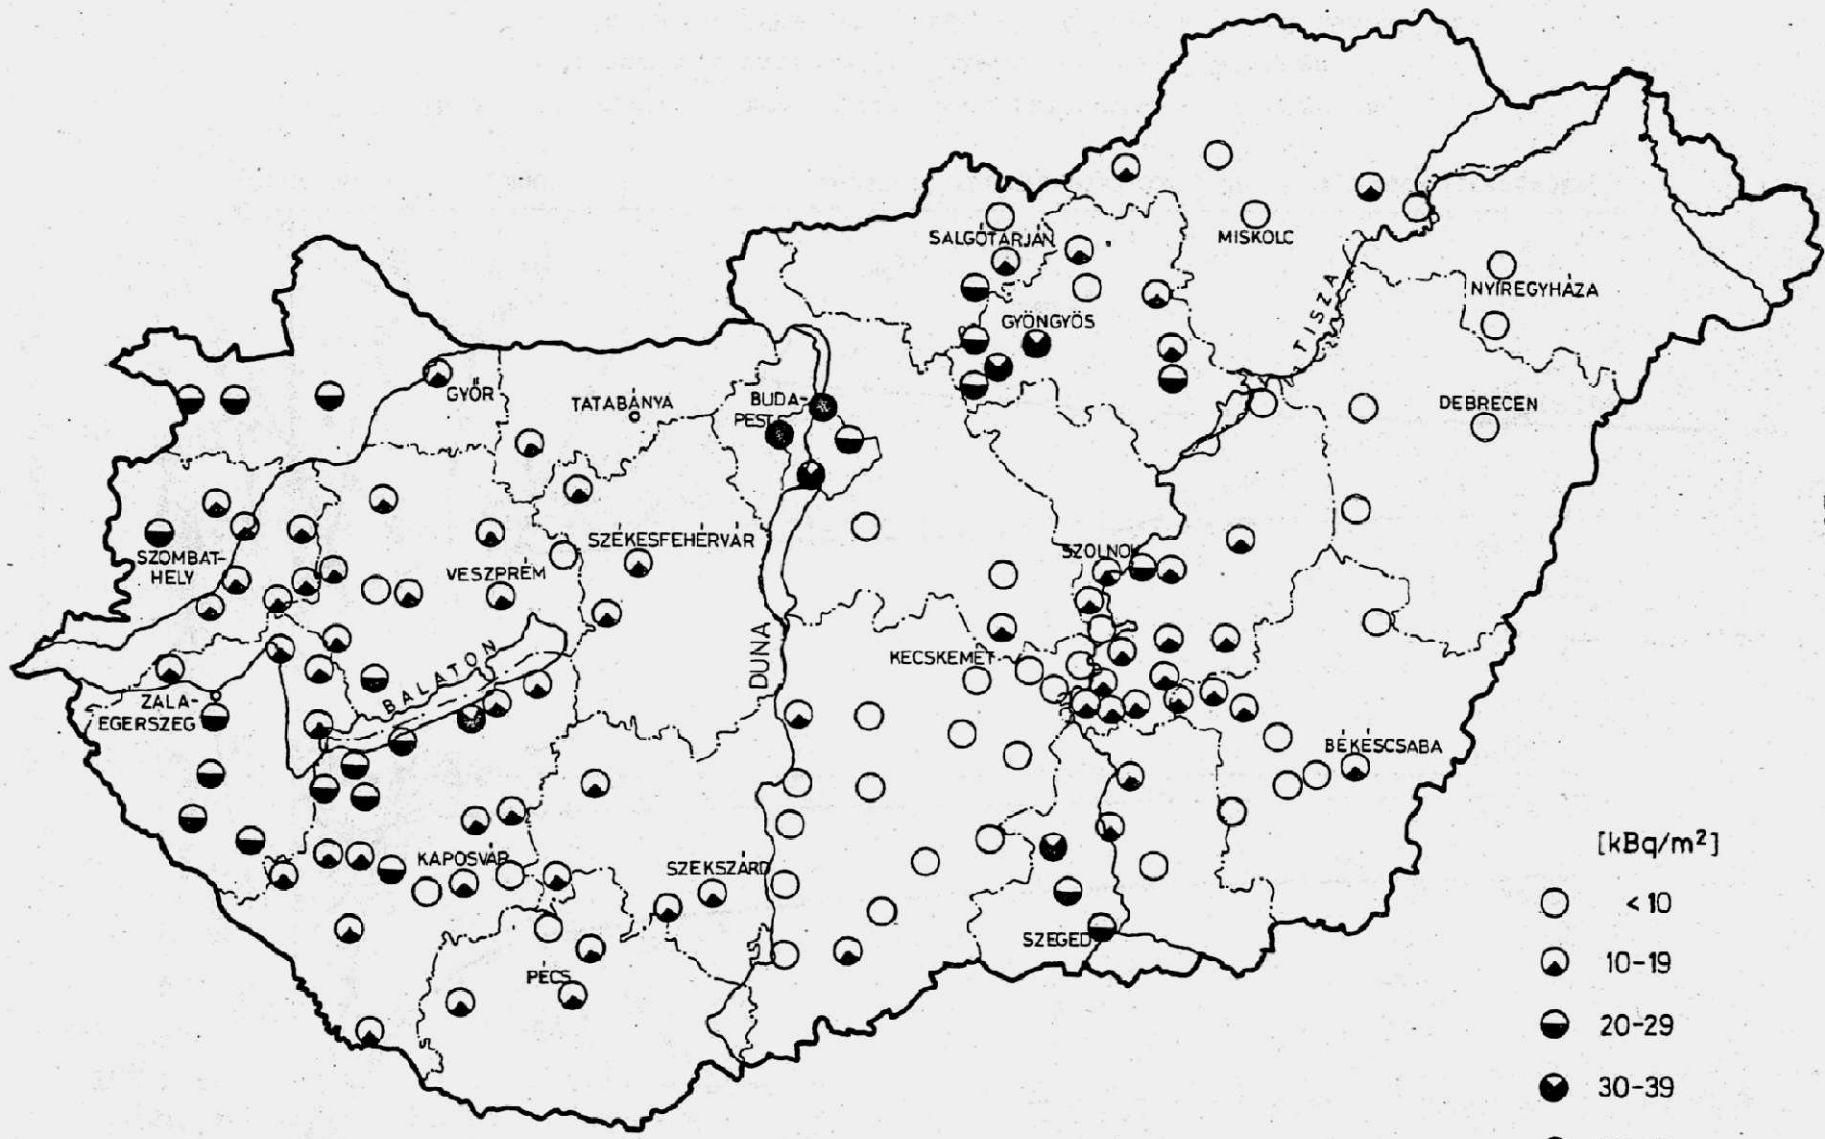 SALGÓTARJÁN
MISKOLC
NYÍREGYHÁZA
GYÖNGYÖS
TISZA
GYŐR
TATABÁNYA
BUDA-
PEST
DEBRECEN
SZOMBAT-
HELY
VESZPRÉM
SZÉKESFEHÉRVÁR
SZOLNOK
BALATON
DUNA
KECSKEMÉT
ZALA-
EGERSZEG
BÉKÉSCSABA
KAPOSVÁR
SZEKSZÁRD
SZEGED
PÉCS
[kBq/m²]
< 10
10-19
20-29
30-39